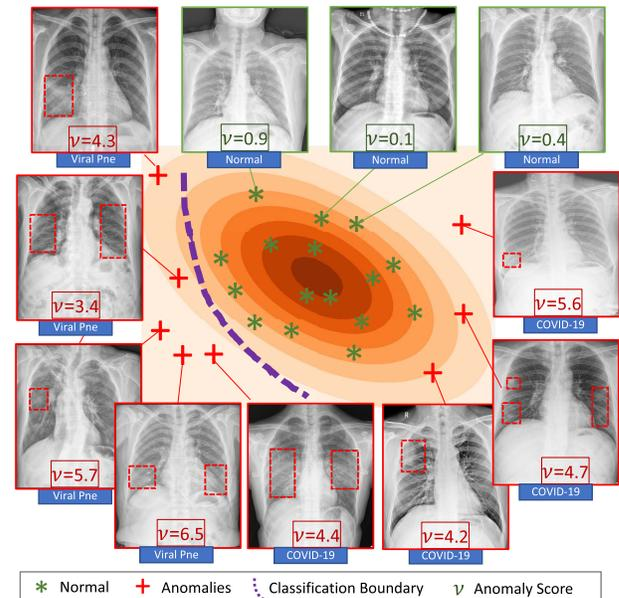 ν=4.3
Viral Pne
ν=0.9
Normal
ν=0.1
Normal
ν=0.4
Normal
ν=3.4
Viral Pne
ν=5.6
COVID-19
ν=5.7
Viral Pne
ν=6.5
Viral Pne
ν=4.4
COVID-19
R
ν=4.2
COVID-19
ν=4.7
COVID-19
Normal Anomalies Classification Boundary ν Anomaly Score